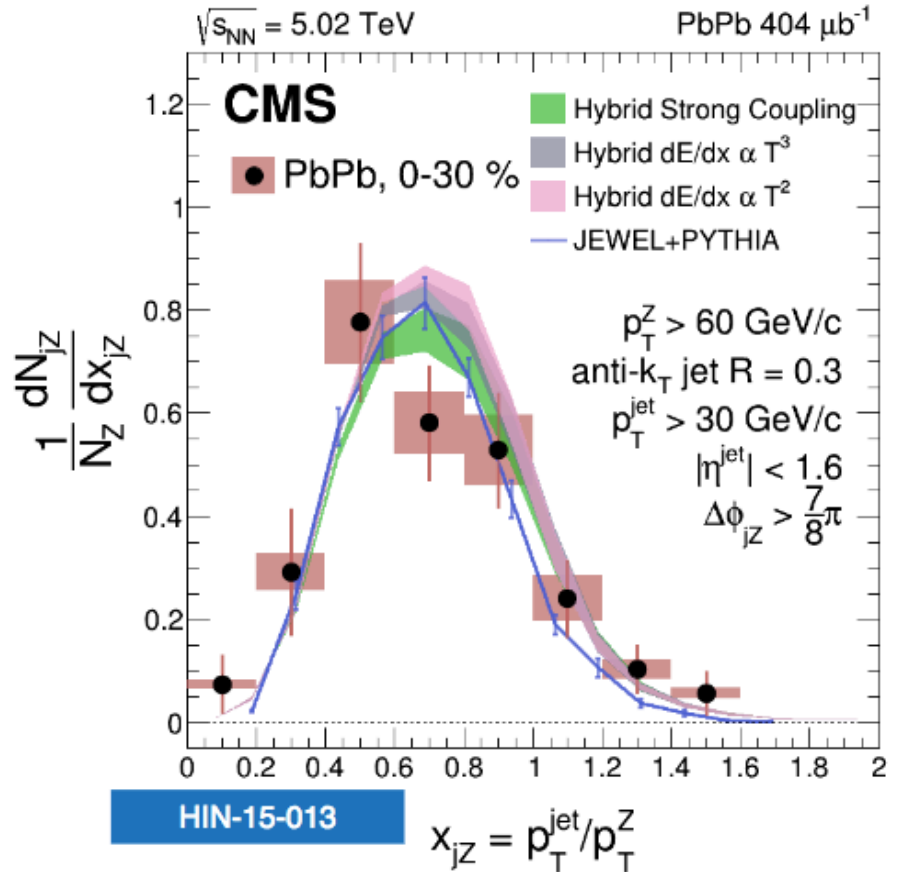 √s_NN = 5.02 TeV PbPb 404 μb⁻¹
CMS
PbPb, 0-30 %
Hybrid Strong Coupling
Hybrid dE/dx α T³
Hybrid dE/dx α T²
JEWEL+PYTHIA
p_T^Z > 60 GeV/c
anti-k_T jet R = 0.3
p_T^jet > 30 GeV/c
|η^jet| < 1.6
Δϕ_jZ > 7/8 π
1/N_Z dN_jZ/dx_jZ
1.2
1
0.8
0.6
0.4
0.2
0
0 0.2 0.4 0.6 0.8 1 1.2 1.4 1.6 1.8 2
HIN-15-013
x_jZ = p_T^jet/p_T^Z